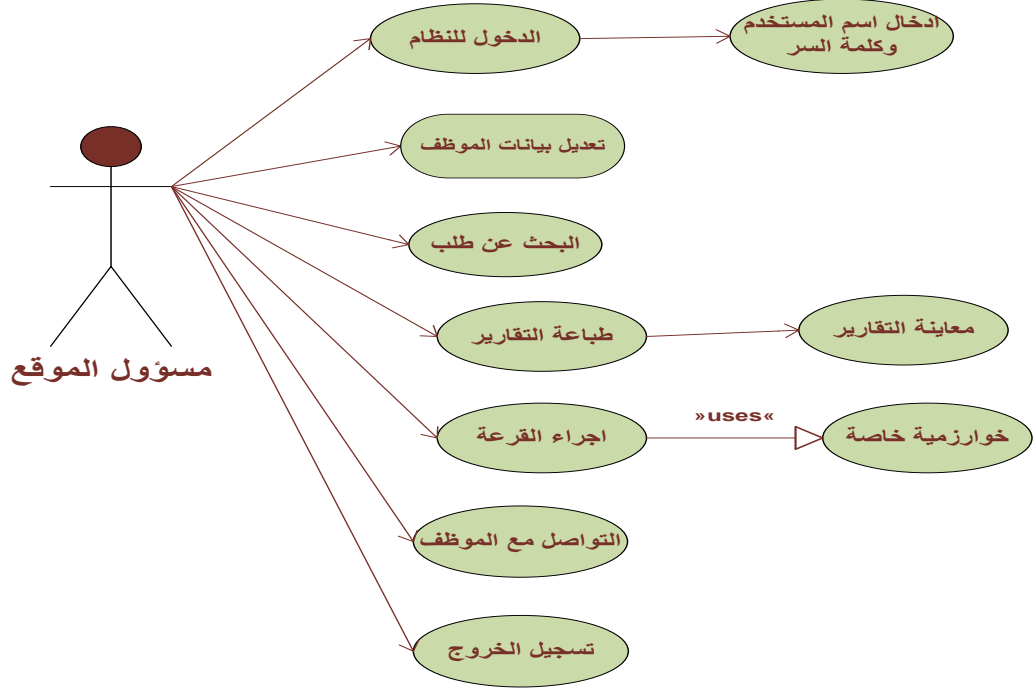 الدخول للنظام
ادخال اسم المستخدم
وكلمة السر
تعديل بيانات الموظف
البحث عن طلب
طباعة التقارير
معاينة التقارير
مسؤول الموقع
»uses«
اجراء القرعة
خوارزمية خاصة
التواصل مع الموظف
تسجيل الخروج